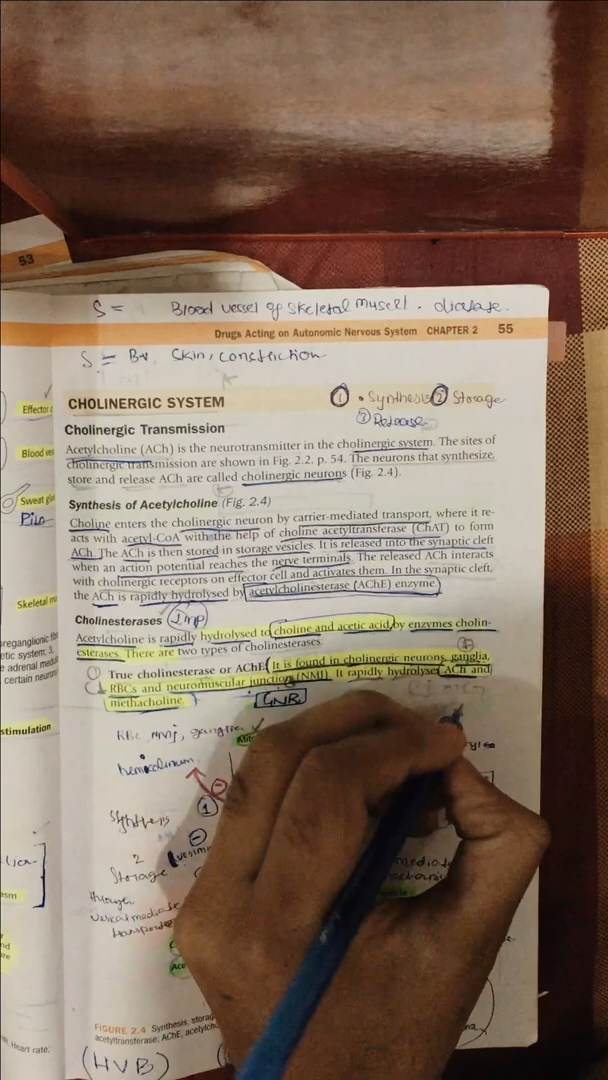 53
S = Blood vessel of skeletal muscell . dialate.
Drugs Acting on Autonomic Nervous System CHAPTER 2 55
S = Bv Skin, constriction
CHOLINERGIC SYSTEM
① • Synthesis ② Storage
③ Release
Cholinergic Transmission
Acetylcholine (ACh) is the neurotransmitter in the cholinergic system. The sites of
cholinergic transmission are shown in Fig. 2.2, p. 54. The neurons that synthesize,
store and release ACh are called cholinergic neurons (Fig. 2.4).
Synthesis of Acetylcholine (Fig. 2.4)
Choline enters the cholinergic neuron by carrier-mediated transport, where it re-
acts with acetyl-CoA with the help of choline acetyltransferase (ChAT) to form
ACh. The ACh is then stored in storage vesicles. It is released into the synaptic cleft
when an action potential reaches the nerve terminals. The released ACh interacts
with cholinergic receptors on effector cell and activates them. In the synaptic cleft,
the ACh is rapidly hydrolysed by acetylcholinesterase (AChE) enzyme.
Cholinesterases Imp
Acetylcholine is rapidly hydrolysed to choline and acetic acid by enzymes cholin-
esterases. There are two types of cholinesterases:
True cholinesterase or AChE: It is found in cholinergic neurons, ganglia,
RBCs and neuromuscular junction (NMJ). It rapidly hydrolyses ACh and
methacholine.
GNR
RBC, NMJ, ganglia
hemicolinium
①
Synthesis
2
Storage
through
FIGURE 2.4 Synthesis, storag
acetyltransferase; AChE, acetylch
(HVB)
Effector
Blood ves
Sweat gla
Pilo
Skeletal m
preganglionic fib
etic system; 3,
e adrenal medul
certain neuron
stimulation
asm
nd
Heart rate;